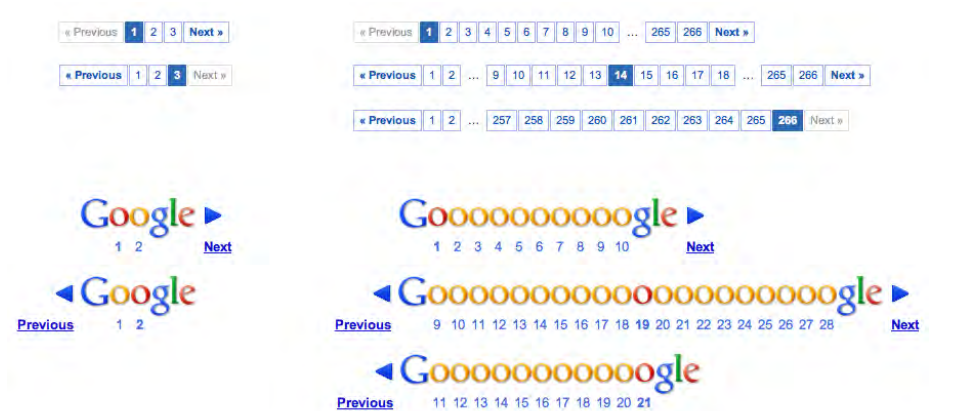 « Previous 1 2 3 Next »
« Previous 1 2 3 4 5 6 7 8 9 10 ... 265 266 Next »
« Previous 1 2 3 Next »
« Previous 1 2 ... 9 10 11 12 13 14 15 16 17 18 ... 265 266 Next »
« Previous 1 2 ... 257 258 259 260 261 262 263 264 265 266 Next »
Google
1 2 Next
Goooooooooogle
1 2 3 4 5 6 7 8 9 10 Next
Google
Previous 1 2
Goooooooooooooooooooogle
Previous 9 10 11 12 13 14 15 16 17 18 19 20 21 22 23 24 25 26 27 28 Next
Gooooooooooogle
Previous 11 12 13 14 15 16 17 18 19 20 21